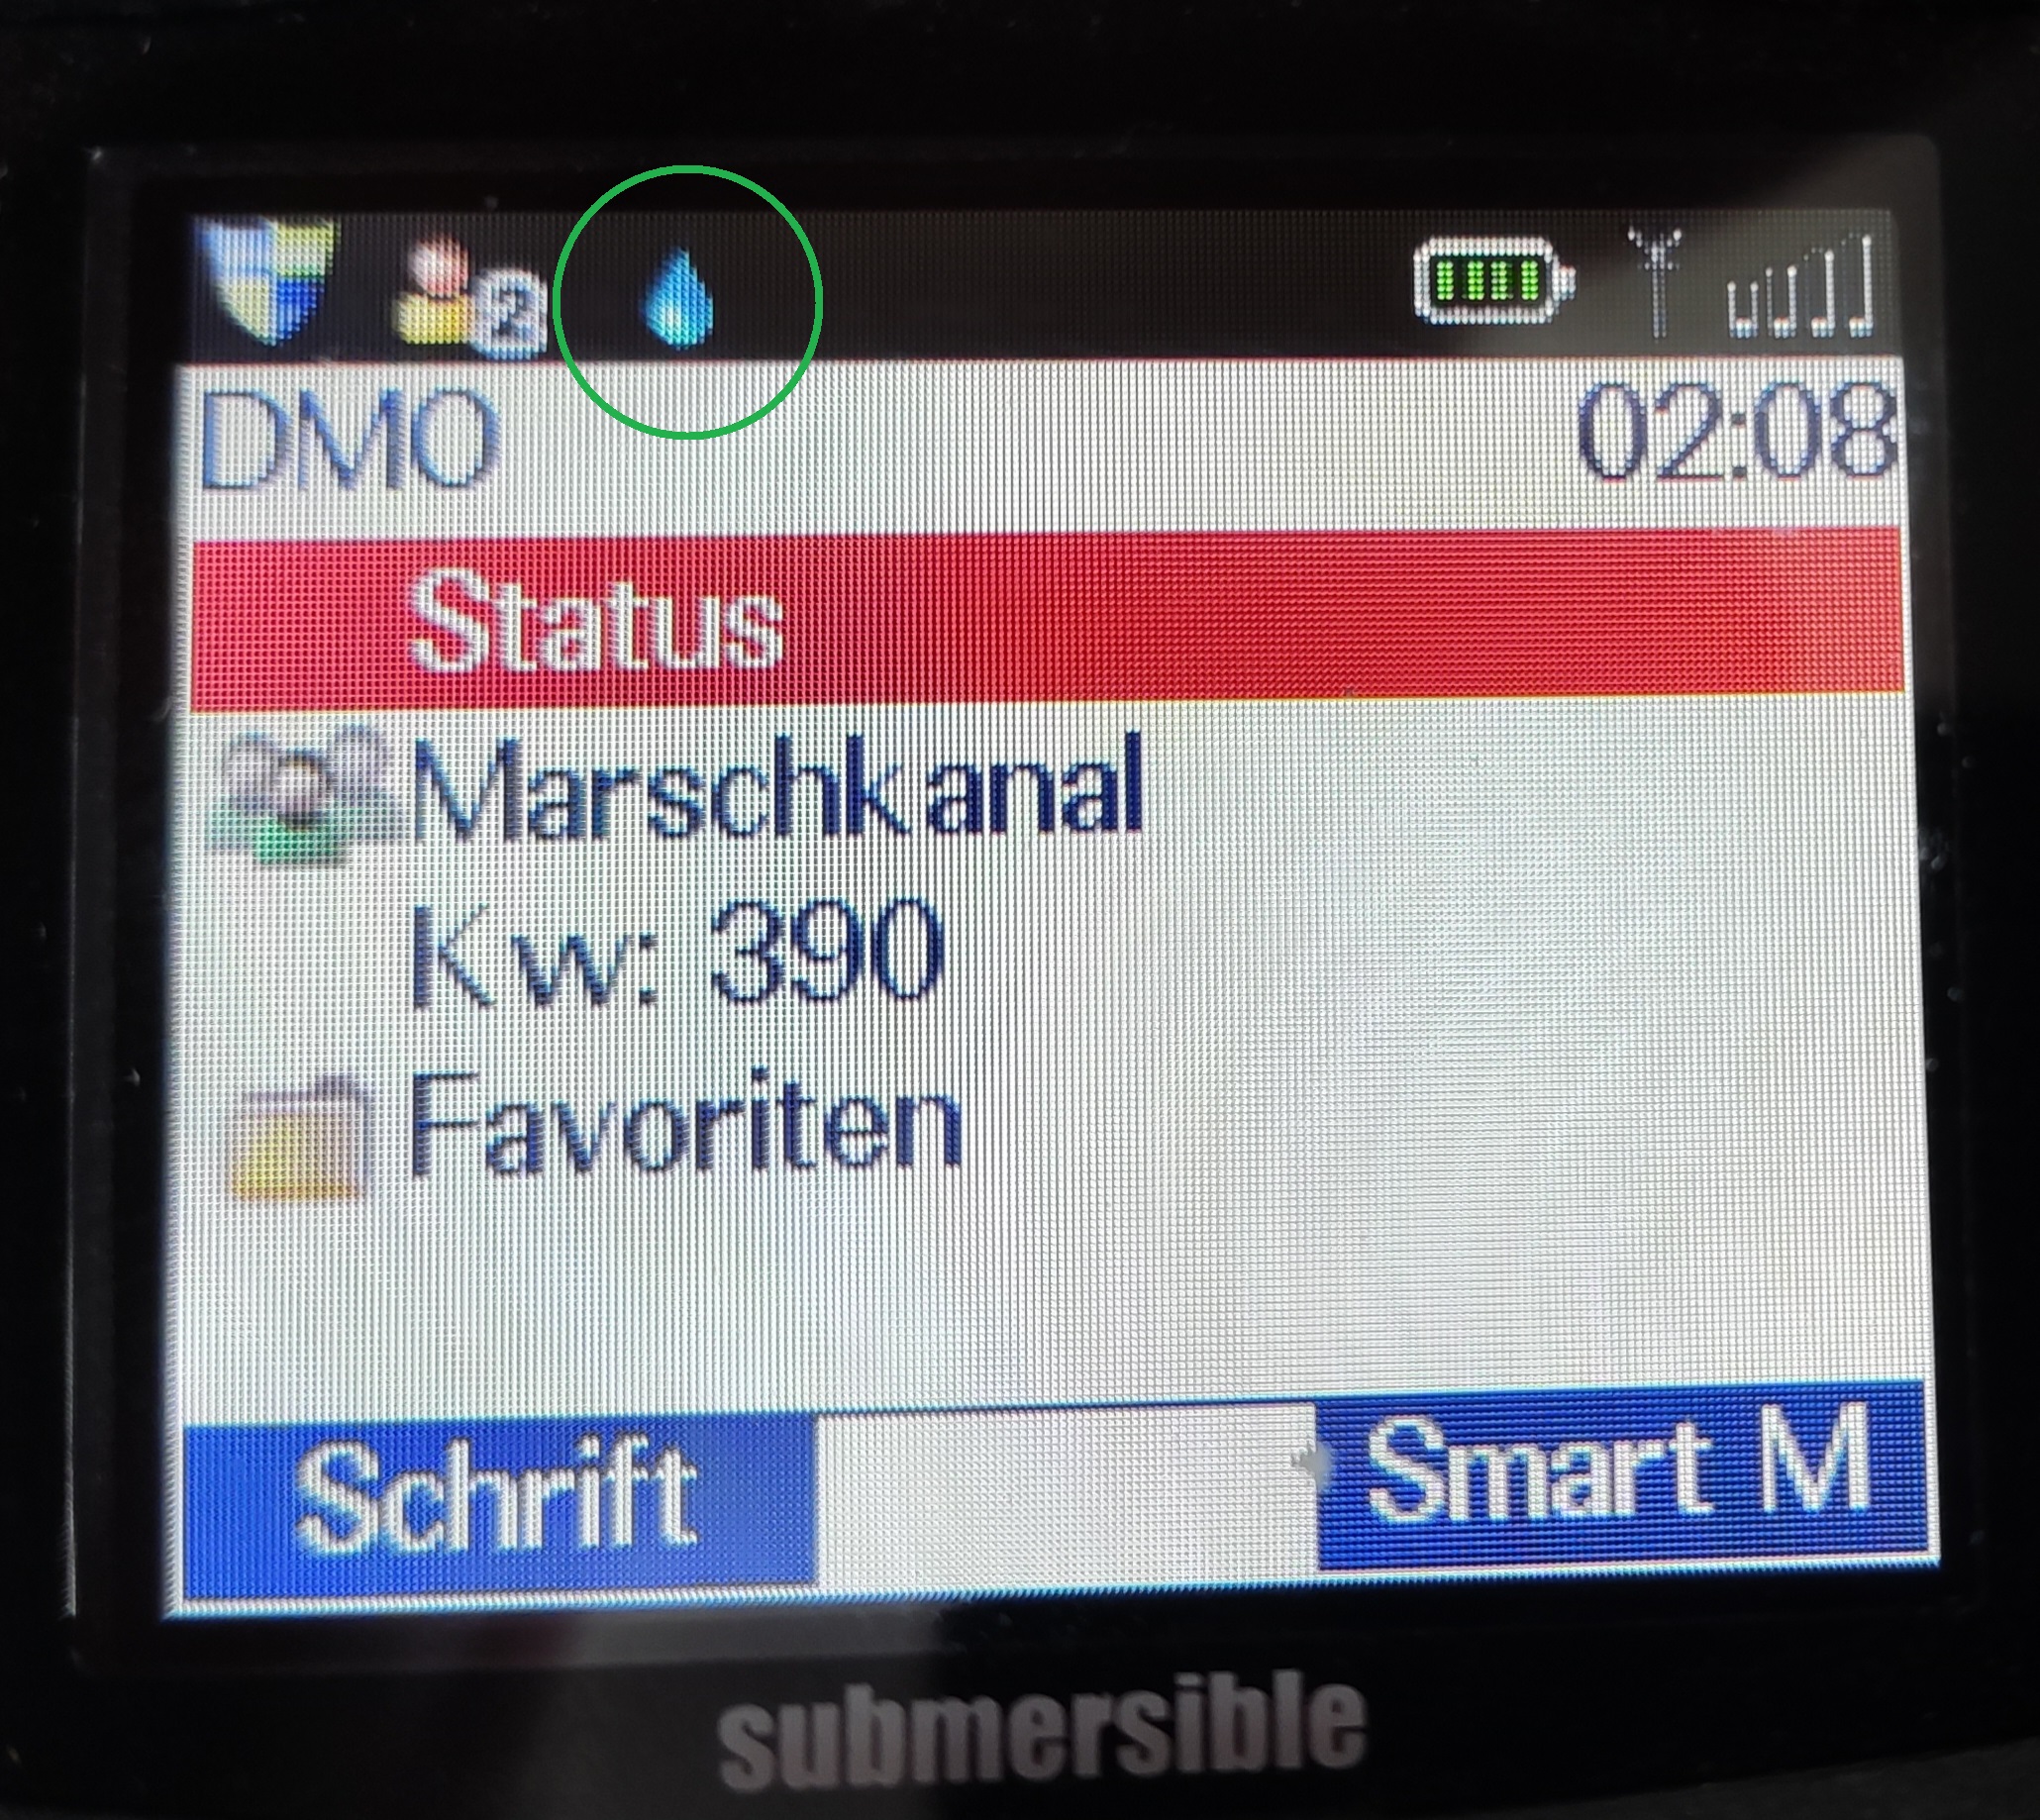 2
DMO 02:08
Status
Marschkanal
Kw: 390
Favoriten
Schrift Smart M
submersible